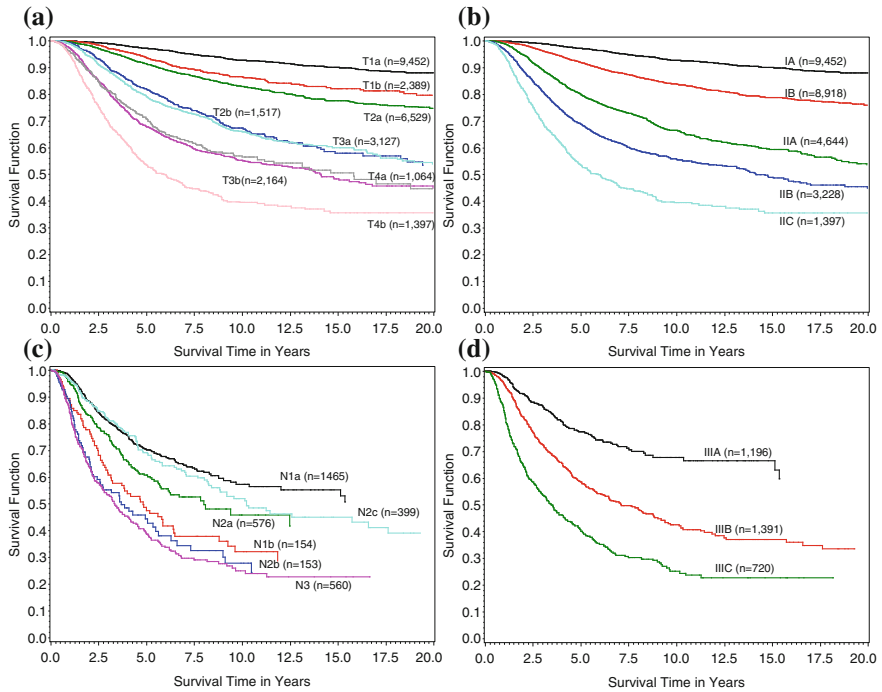 (a)
Survival Function
1.0
0.9
0.8
0.7
0.6
0.5
0.4
0.3
0.2
0.1
0.0
T1a (n=9,452)
T1b (n=2,389)
T2a (n=6,529)
T2b (n=1,517)
T3a (n=3,127)
T4a (n=1,064)
T3b(n=2,164)
T4b (n=1,397)
0.0 2.5 5.0 7.5 10.0 12.5 15.0 17.5 20.0
Survival Time in Years
(b)
Survival Function
1.0
0.9
0.8
0.7
0.6
0.5
0.4
0.3
0.2
0.1
0.0
IA (n=9,452)
IB (n=8,918)
IIA (n=4,644)
IIB (n=3,228)
IIC (n=1,397)
0.0 2.5 5.0 7.5 10.0 12.5 15.0 17.5 20.0
Survival Time in Years
(c)
Survival Function
1.0
0.9
0.8
0.7
0.6
0.5
0.4
0.3
0.2
0.1
0.0
N1a (n=1465)
N2c (n=399)
N2a (n=576)
N1b (n=154)
N2b (n=153)
N3 (n=560)
0.0 2.5 5.0 7.5 10.0 12.5 15.0 17.5 20.0
Survival Time in Years
(d)
Survival Function
1.0
0.9
0.8
0.7
0.6
0.5
0.4
0.3
0.2
0.1
0.0
IIIA (n=1,196)
IIIB (n=1,391)
IIIC (n=720)
0.0 2.5 5.0 7.5 10.0 12.5 15.0 17.5 20.0
Survival Time in Years